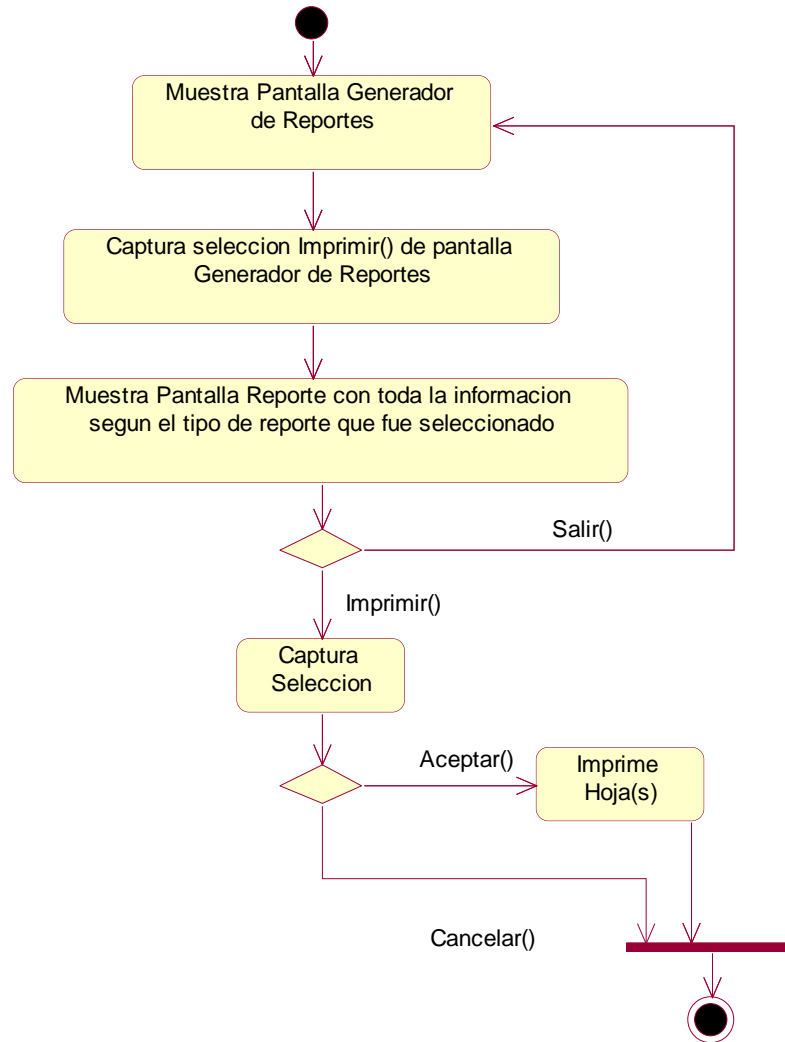 Muestra Pantalla Generador
de Reportes
Captura seleccion Imprimir() de pantalla
Generador de Reportes
Muestra Pantalla Reporte con toda la informacion
segun el tipo de reporte que fue seleccionado
Salir()
Imprimir()
Captura
Seleccion
Aceptar()
Imprime
Hoja(s)
Cancelar()